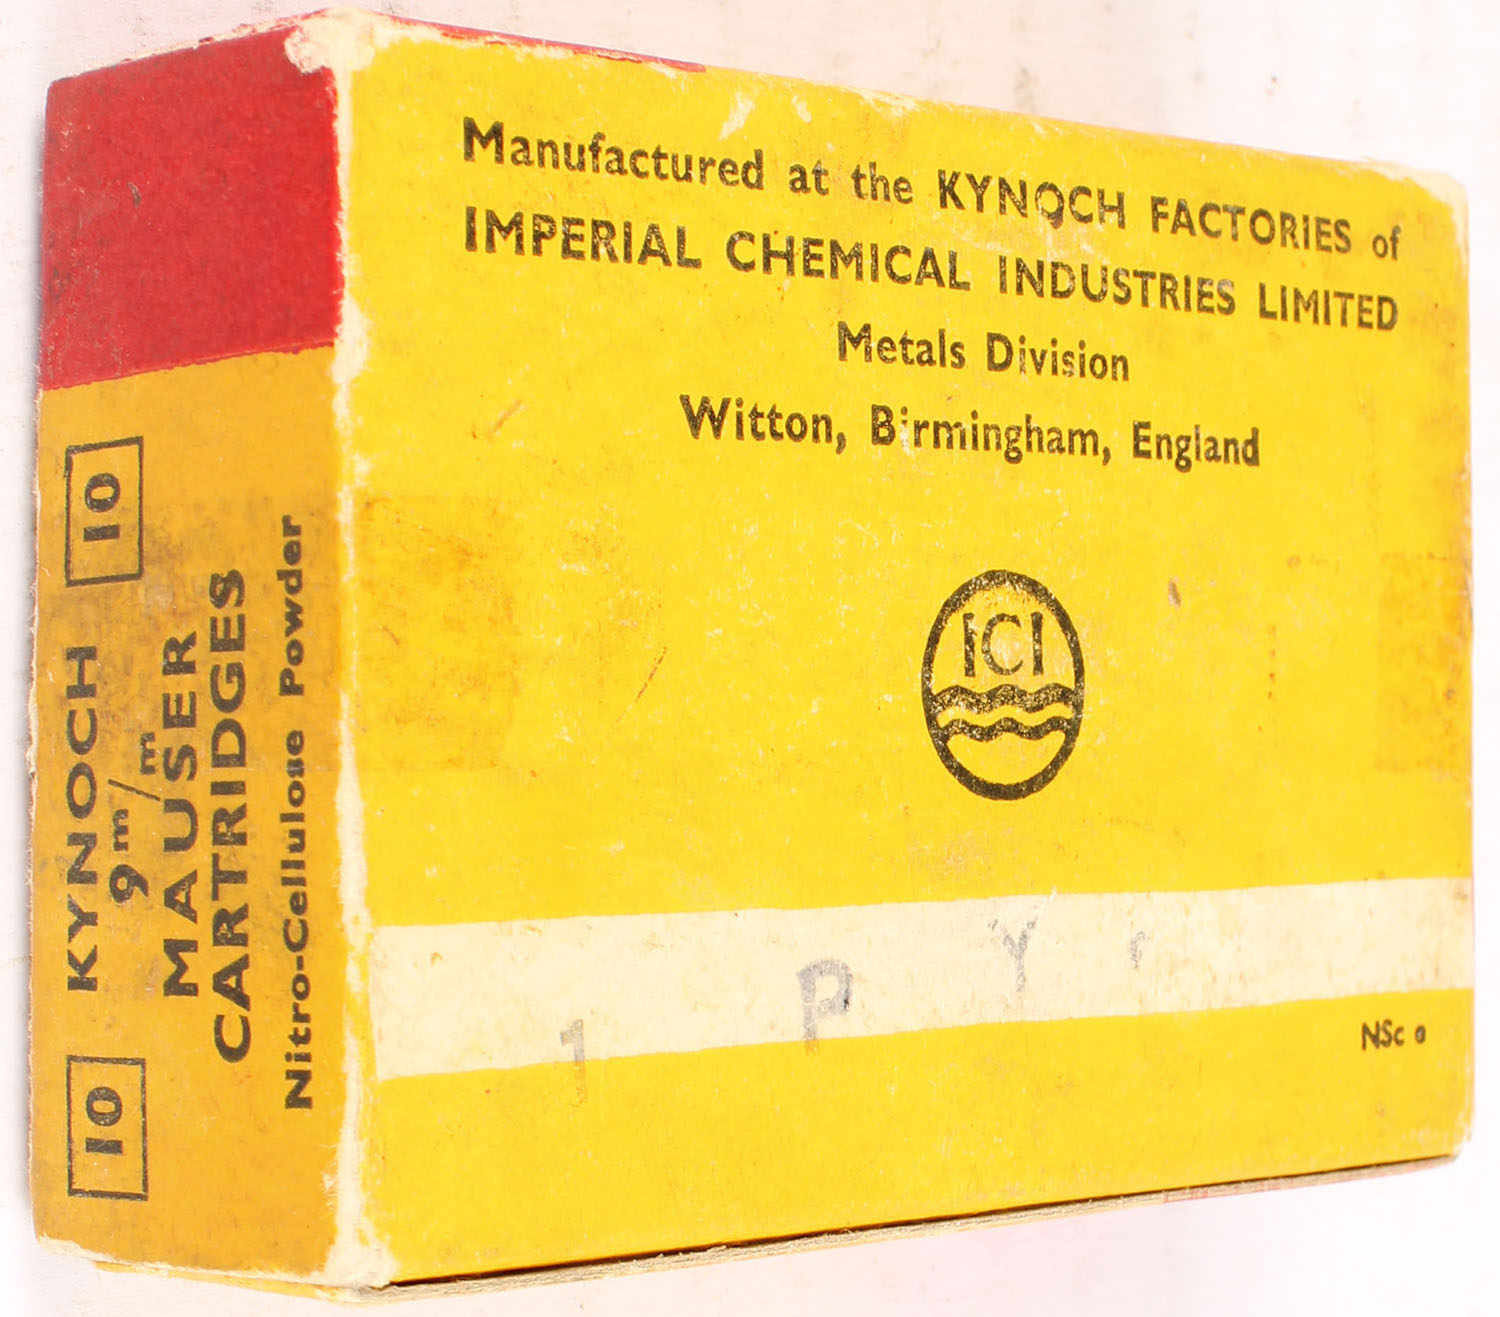 Manufactured at the KYNOCH FACTORIES of
IMPERIAL CHEMICAL INDUSTRIES LIMITED
Metals Division
Witton, Birmingham, England
ICI
1 P Y
NSc
10 KYNOCH 10
9m/m
MAUSER
CARTRIDGES
Nitro-Cellulose Powder